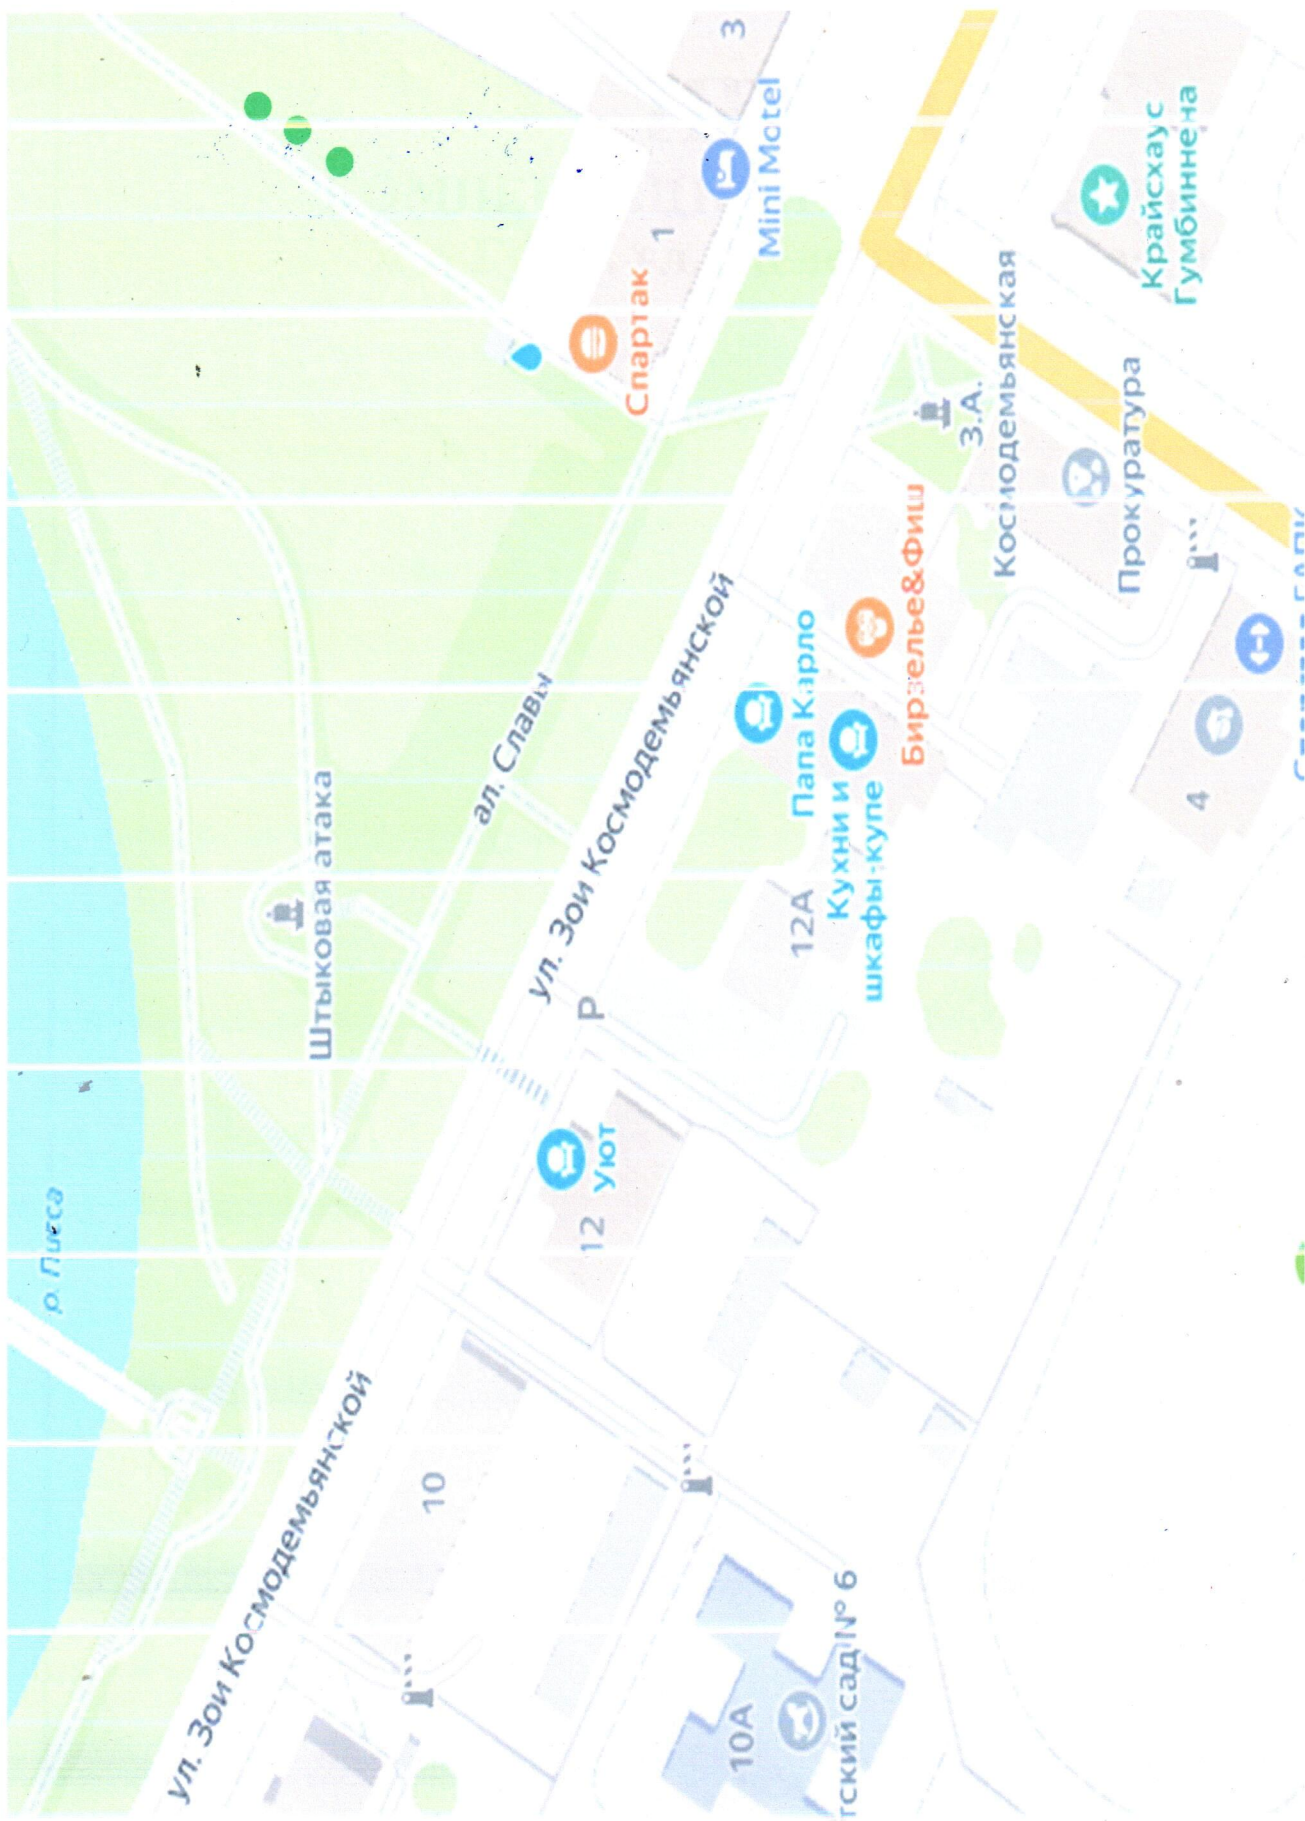 р. Писса
Штыковая атака
ал. Славы
ул. Зои Космодемьянской
ул. Зои Космодемьянской
Спартак
1
3
Mini Motel
Крайсхаус
Гумбиннена
З.А.
Космодемьянская
Прокуратура
Бирзелье&Фиш
Папа Карло
Кухни и
шкафы-купе
12А
P
Уют
12
10
4
10А
тский сад № 6